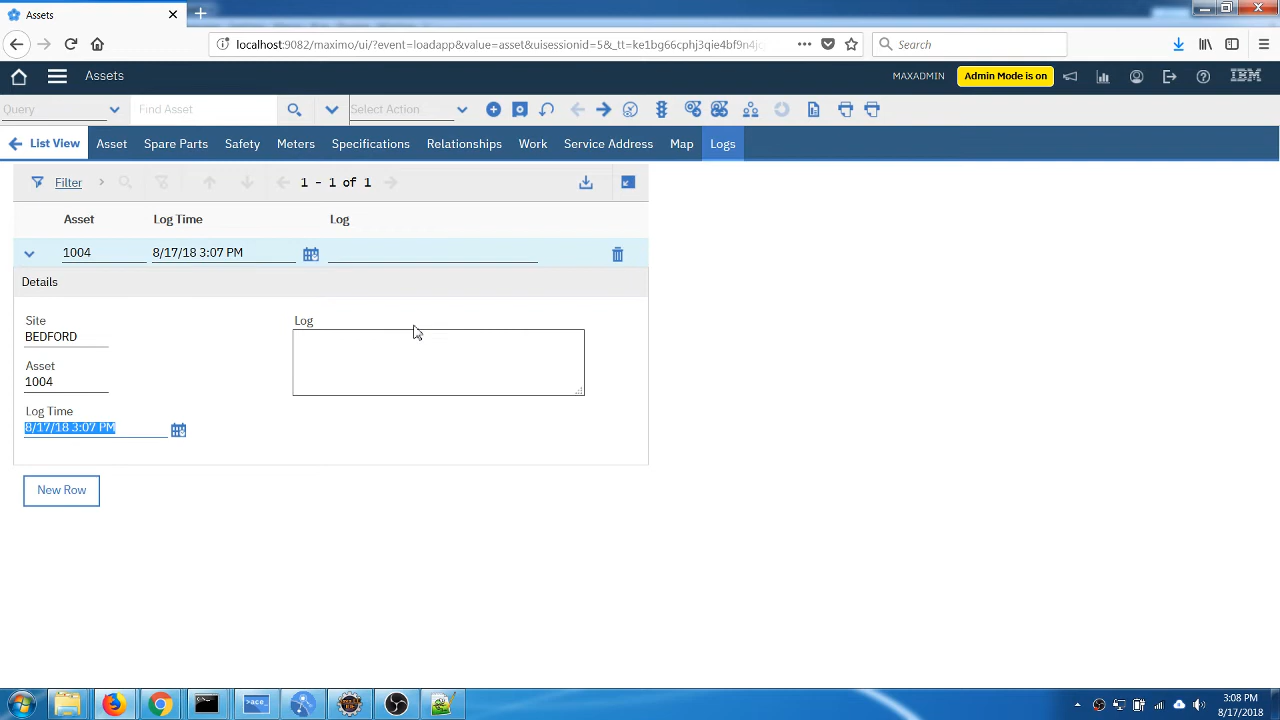 Assets
localhost:9082/maximo/ui/?event=loadapp&value=asset&uisessionid=5&_tt=ke1bg66cphj3qie4bf9n4j
Search
Assets
MAXADMIN
Admin Mode is on
IBM
Query
Find Asset
Select Action
List View
Asset
Spare Parts
Safety
Meters
Specifications
Relationships
Work
Service Address
Map
Logs
Filter
1 - 1 of 1
Asset
Log Time
Log
1004
8/17/18 3:07 PM
Details
Site
BEDFORD
Log
Asset
1004
Log Time
8/17/18 3:07 PM
New Row
>ace_
3:08 PM
8/17/2018